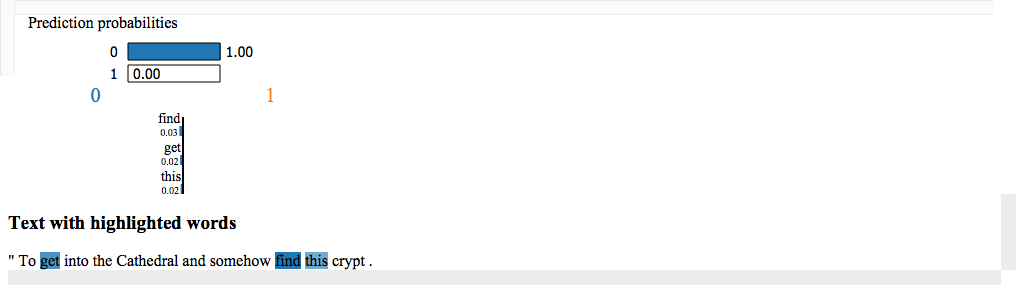 Prediction probabilities
0 1.00
1 0.00
0 1
find
0.03
get
0.02
this
0.02
Text with highlighted words
" To get into the Cathedral and somehow find this crypt .